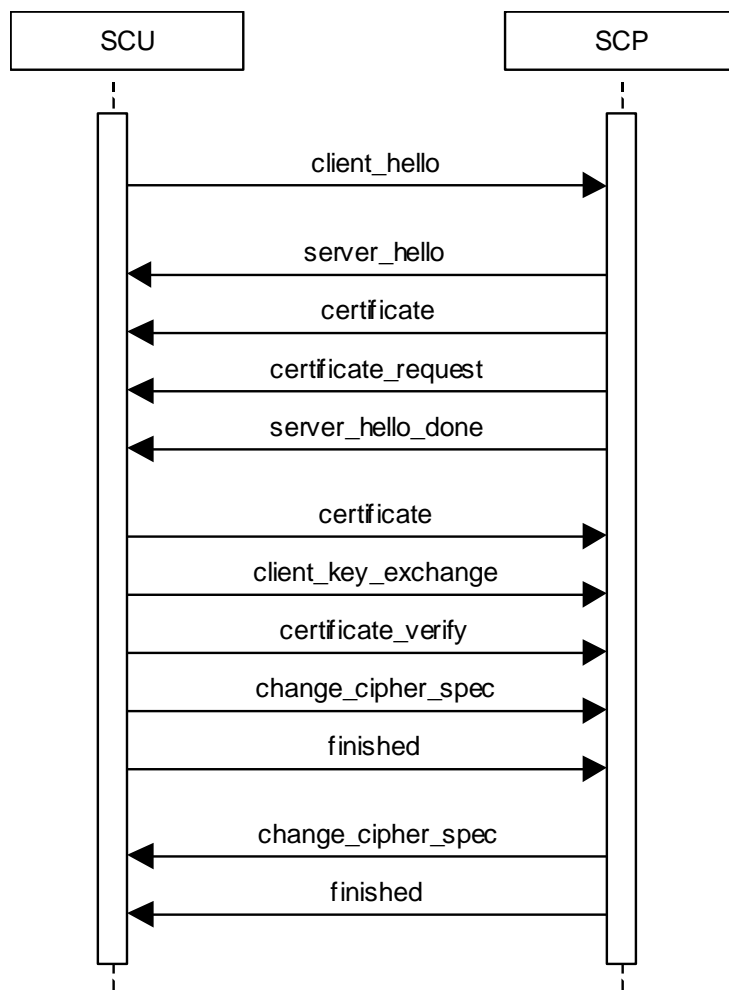 SCU
SCP
client_hello
server_hello
certificate
certificate_request
server_hello_done
certificate
client_key_exchange
certificate_verify
change_cipher_spec
finished
change_cipher_spec
finished